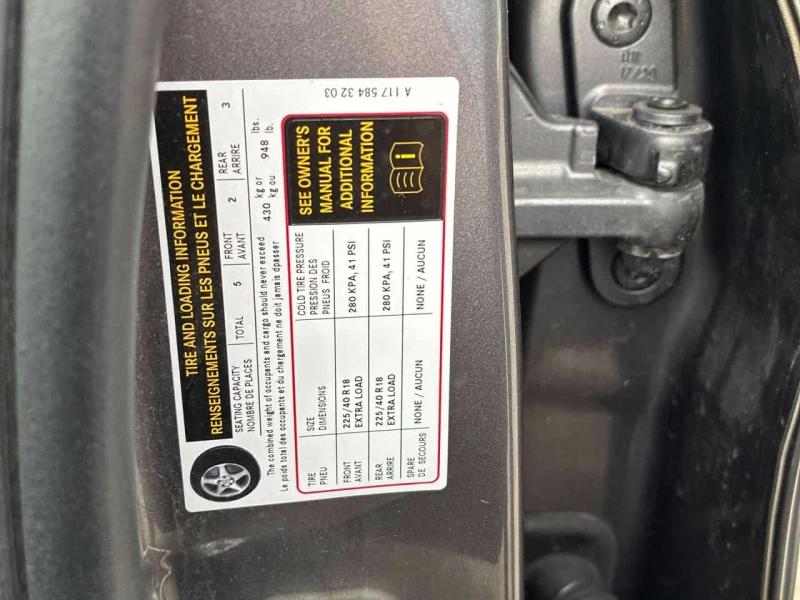 TIRE AND LOADING INFORMATION
RENSEIGNEMENTS SUR LES PNEUS ET LE CHARGEMENT
SEATING CAPACITY TOTAL 5 FRONT 2 REAR 3
NOMBRE DE PLACES AVANT ARRIÈRE
The combined weight of occupants and cargo should never exceed 430 kg or 948 lbs.
Le poids total des occupants et du chargement ne doit jamais dpasser kg ou lb.
TIRE SIZE COLD TIRE PRESSURE
PNEU DIMENSIONS PRESSION DES
PNEUS FROID
FRONT 225/40 R18 280 KPA, 41 PSI
AVANT EXTRA LOAD
REAR 225/40 R18 280 KPA, 41 PSI
ARRIÈRE EXTRA LOAD
SPARE NONE / AUCUN NONE / AUCUN
DE SECOURS
SEE OWNER'S
MANUAL FOR
ADDITIONAL
INFORMATION
A 117 584 32 03